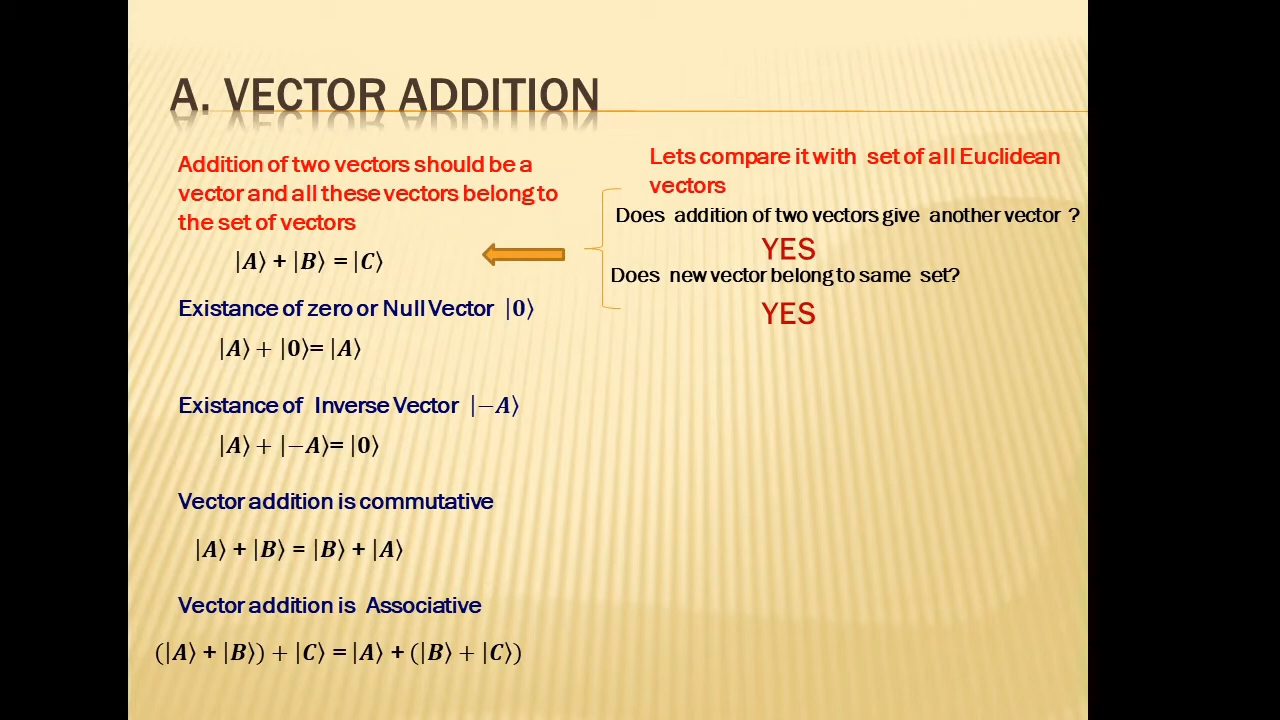 A. VECTOR ADDITION
Addition of two vectors should be a
vector and all these vectors belong to
the set of vectors
|A⟩ + |B⟩ = |C⟩
Existance of zero or Null Vector |0⟩
|A⟩ + |0⟩= |A⟩
Existance of Inverse Vector |−A⟩
|A⟩ + |−A⟩= |0⟩
Vector addition is commutative
|A⟩ + |B⟩ = |B⟩ + |A⟩
Vector addition is Associative
(|A⟩ + |B⟩) + |C⟩ = |A⟩ + (|B⟩ + |C⟩)
Lets compare it with set of all Euclidean
vectors
Does addition of two vectors give another vector ?
YES
Does new vector belong to same set?
YES